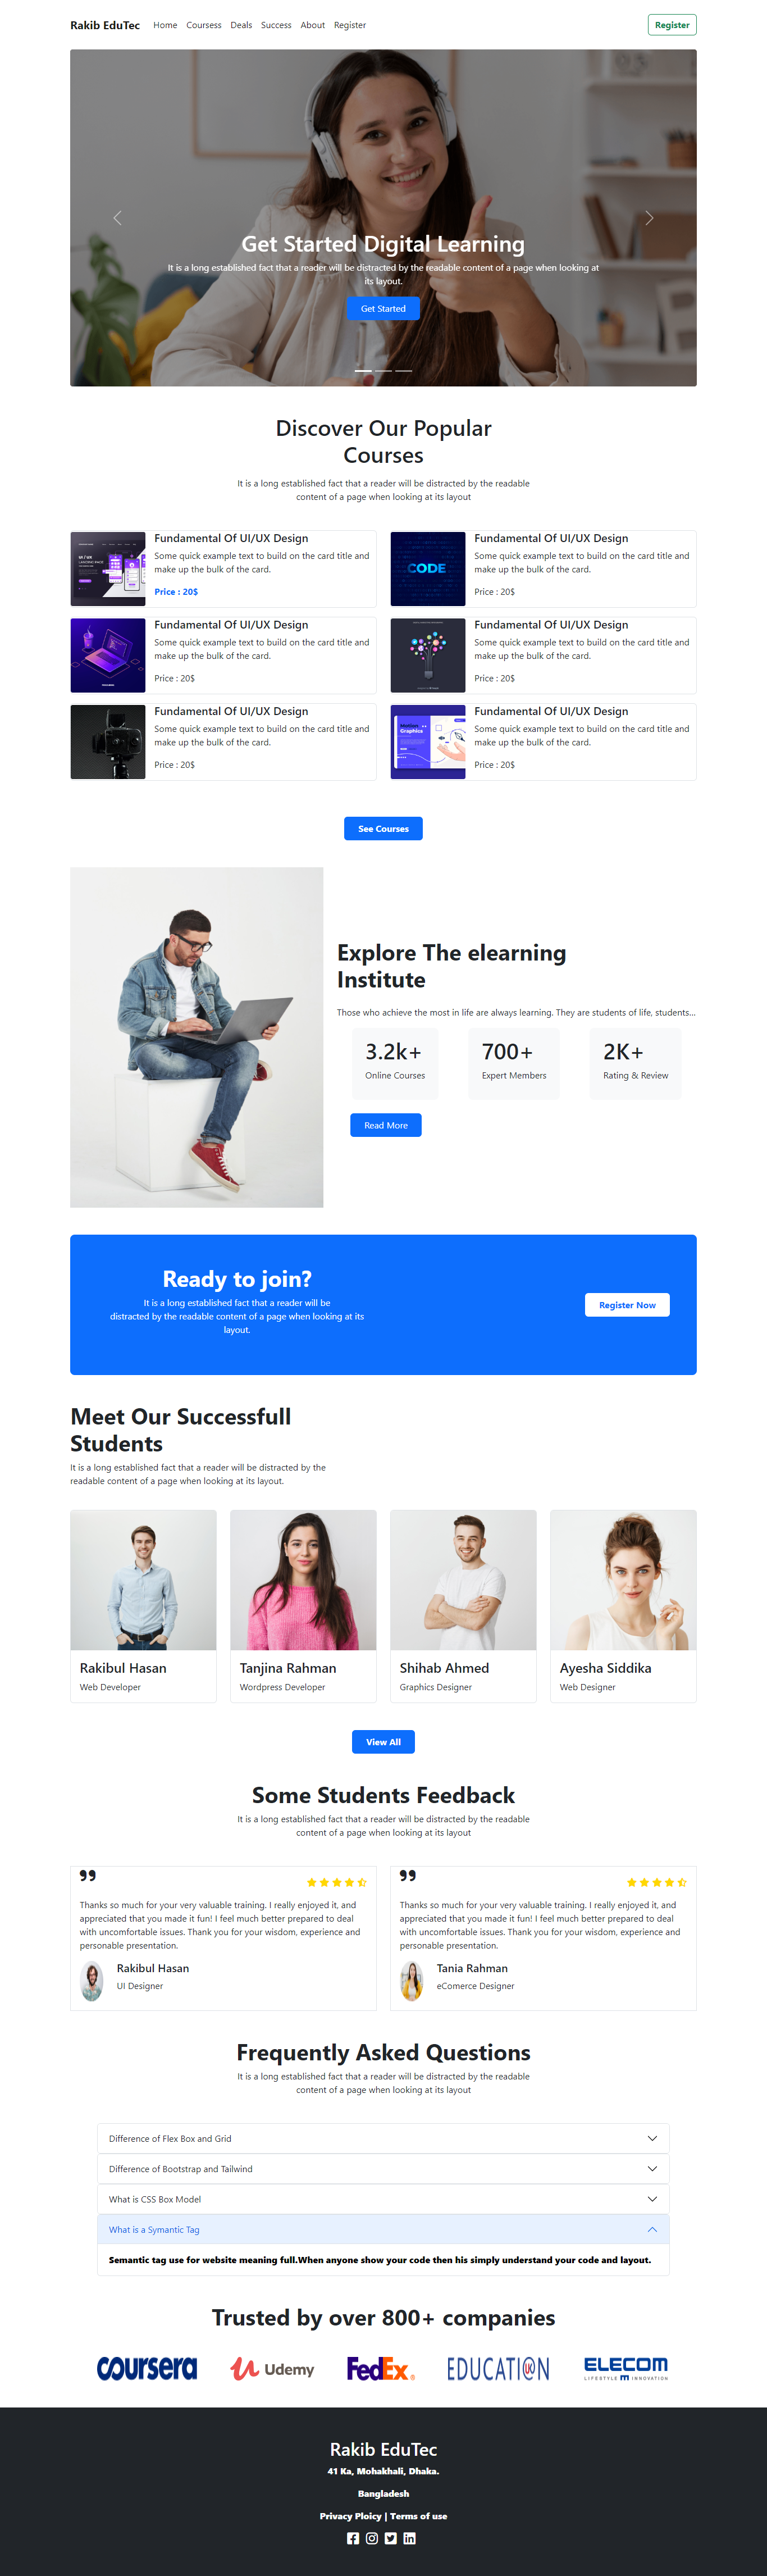 Rakib EduTec Home Coursess Deals Success About Register Register
Get Started Digital Learning
It is a long established fact that a reader will be distracted by the readable content of a page when looking at
its layout.
Get Started
Discover Our Popular
Courses
It is a long established fact that a reader will be distracted by the readable
content of a page when looking at its layout
Fundamental Of UI/UX Design
Some quick example text to build on the card title and
make up the bulk of the card.
Price : 20$
CODE
Fundamental Of UI/UX Design
Some quick example text to build on the card title and
make up the bulk of the card.
Price : 20$
Fundamental Of UI/UX Design
Some quick example text to build on the card title and
make up the bulk of the card.
Price : 20$
Fundamental Of UI/UX Design
Some quick example text to build on the card title and
make up the bulk of the card.
Price : 20$
Fundamental Of UI/UX Design
Some quick example text to build on the card title and
make up the bulk of the card.
Price : 20$
Motion
Graphics
Fundamental Of UI/UX Design
Some quick example text to build on the card title and
make up the bulk of the card.
Price : 20$
See Courses
Explore The elearning
Institute
Those who achieve the most in life are always learning. They are students of life, students...
3.2k+
Online Courses
700+
Expert Members
2K+
Rating & Review
Read More
Ready to join?
It is a long established fact that a reader will be
distracted by the readable content of a page when looking at its
layout.
Register Now
Meet Our Successfull
Students
It is a long established fact that a reader will be distracted by the
readable content of a page when looking at its layout.
Rakibul Hasan
Web Developer
Tanjina Rahman
Wordpress Developer
Shihab Ahmed
Graphics Designer
Ayesha Siddika
Web Designer
View All
Some Students Feedback
It is a long established fact that a reader will be distracted by the readable
content of a page when looking at its layout
Thanks so much for your very valuable training. I really enjoyed it, and
appreciated that you made it fun! I feel much better prepared to deal
with uncomfortable issues. Thank you for your wisdom, experience and
personable presentation.
Rakibul Hasan
UI Designer
Thanks so much for your very valuable training. I really enjoyed it, and
appreciated that you made it fun! I feel much better prepared to deal
with uncomfortable issues. Thank you for your wisdom, experience and
personable presentation.
Tania Rahman
eComerce Designer
Frequently Asked Questions
It is a long established fact that a reader will be distracted by the readable
content of a page when looking at its layout
Difference of Flex Box and Grid
Difference of Bootstrap and Tailwind
What is CSS Box Model
What is a Symantic Tag
Semantic tag use for website meaning full.When anyone show your code then his simply understand your code and layout.
Trusted by over 800+ companies
coursera Udemy FedEx EDUCATI@N UK ELECOM
LIFESTYLE INNOVATION
Rakib EduTec
41 Ka, Mohakhali, Dhaka.
Bangladesh
Privacy Ploicy | Terms of use